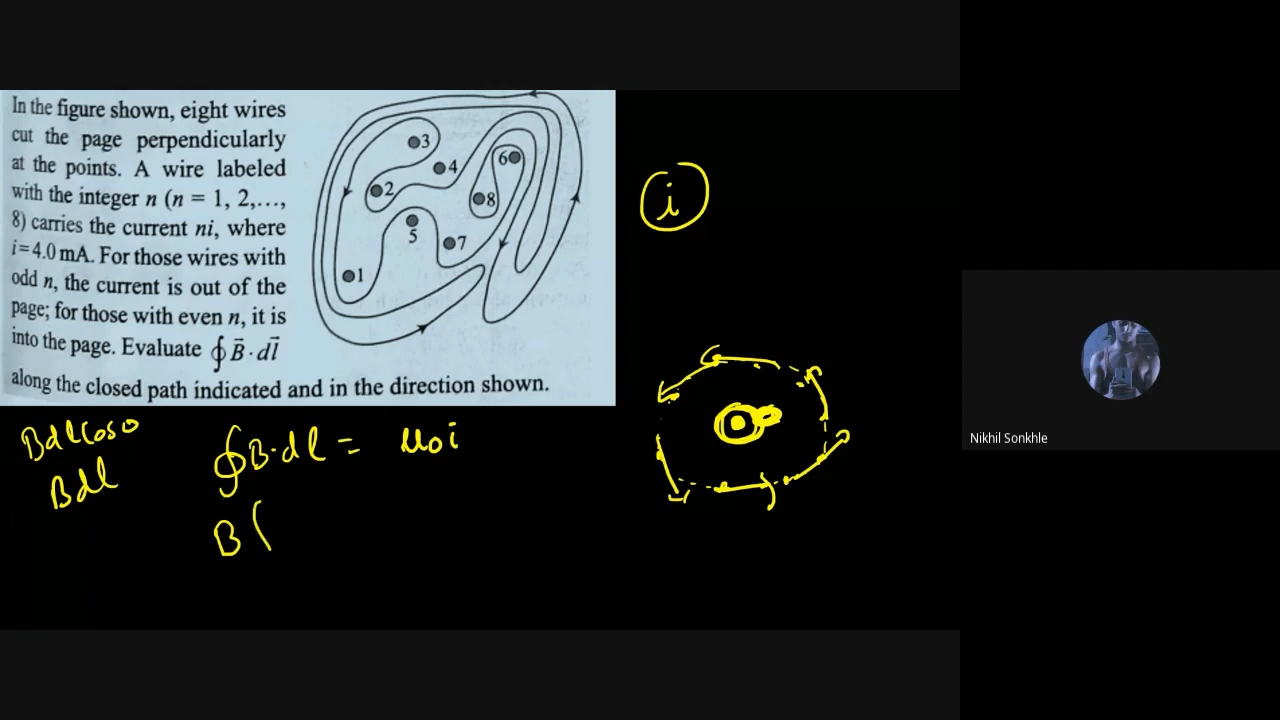 In the figure shown, eight wires
cut the page perpendicularly
at the points. A wire labeled
with the integer n (n = 1, 2,...,
8) carries the current ni, where
i=4.0 mA. For those wires with
odd n, the current is out of the
page; for those with even n, it is
into the page. Evaluate ∮B⃗·dl⃗
along the closed path indicated and in the direction shown.
3
4
6
2
8
5
7
1
i
Bdlcos0
Bdl
∮B·dl = μ₀i
B (
Nikhil Sonkhle